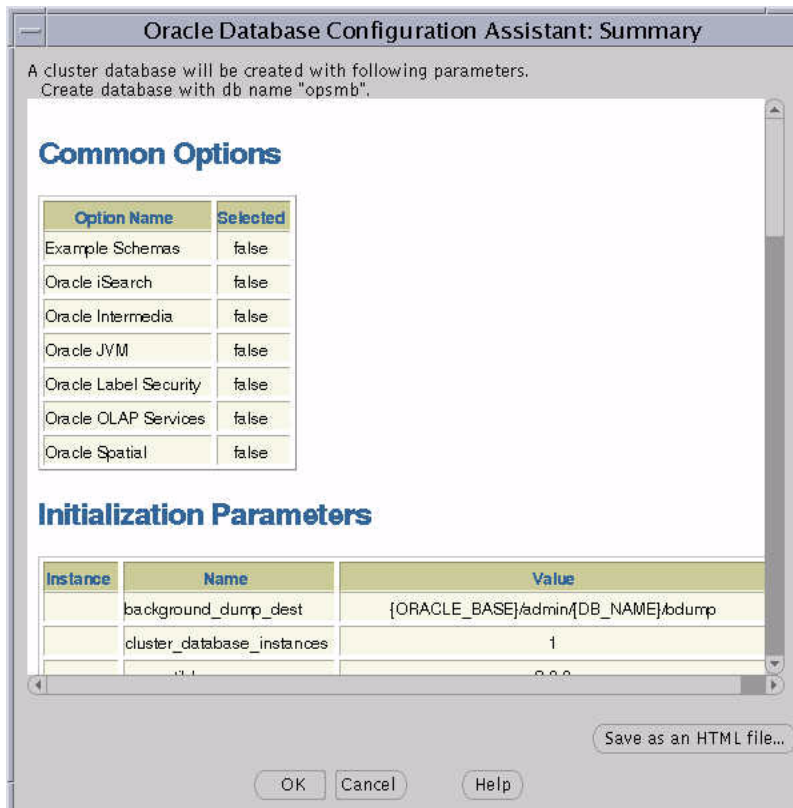 Oracle Database Configuration Assistant: Summary
A cluster database will be created with following parameters.
Create database with db name "opsmb".
Common Options
Option Name Selected
Example Schemas false
Oracle iSearch false
Oracle Intermedia false
Oracle JVM false
Oracle Label Security false
Oracle OLAP Services false
Oracle Spatial false
Initialization Parameters
Instance Name Value
background_dump_dest {ORACLE_BASE}/admin/{DB_NAME}/bdump
cluster_database_instances 1
Save as an HTML file...
OK Cancel Help